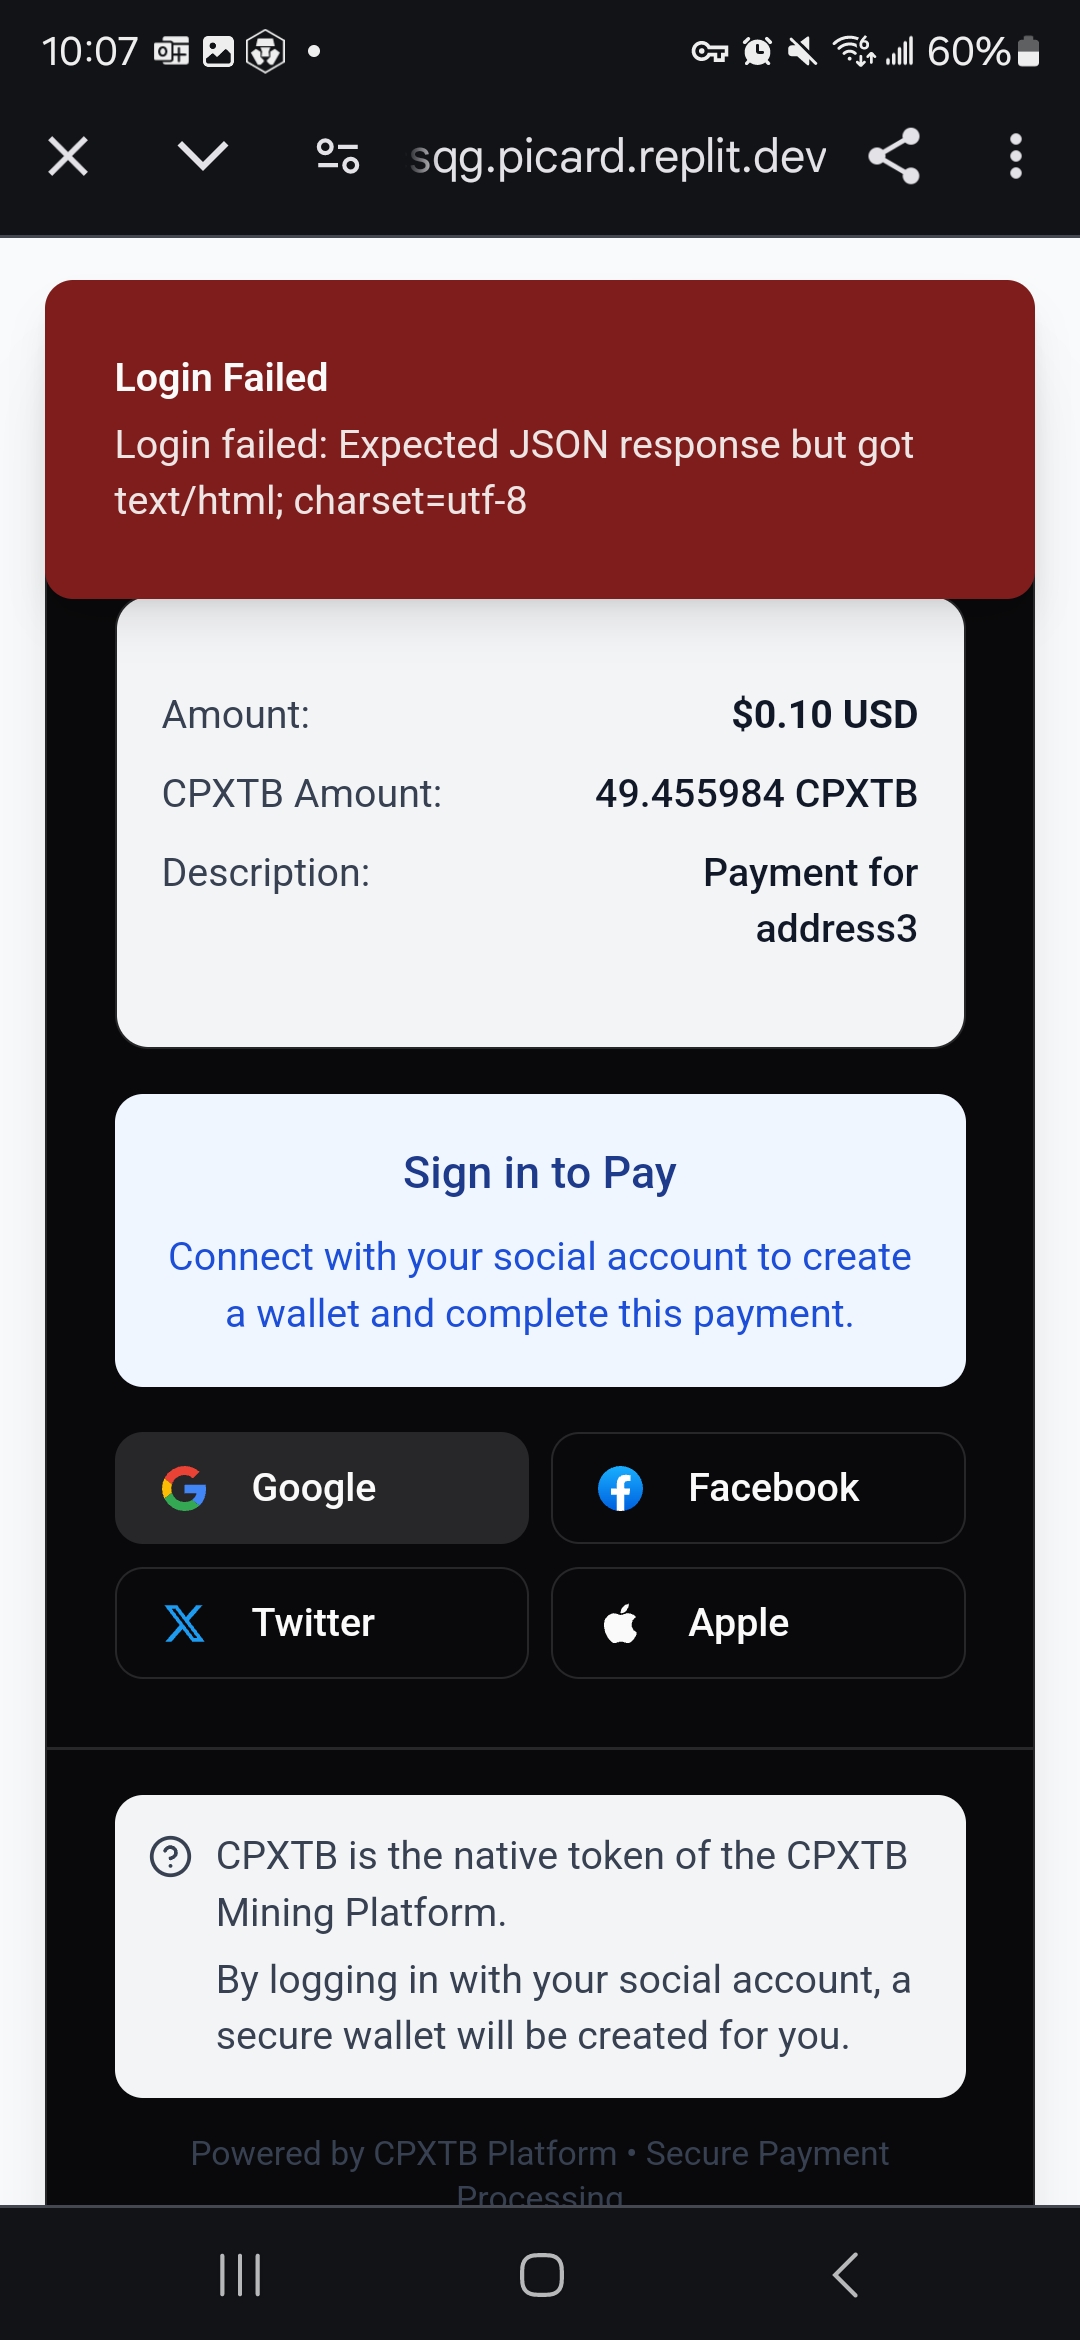 10:07
60%
sqg.picard.replit.dev
Login Failed
Login failed: Expected JSON response but got
text/html; charset=utf-8
Amount: $0.10 USD
CPXTB Amount: 49.455984 CPXTB
Description: Payment for
address3
Sign in to Pay
Connect with your social account to create
a wallet and complete this payment.
Google
Facebook
Twitter
Apple
CPXTB is the native token of the CPXTB
Mining Platform.
By logging in with your social account, a
secure wallet will be created for you.
Powered by CPXTB Platform • Secure Payment
Processing